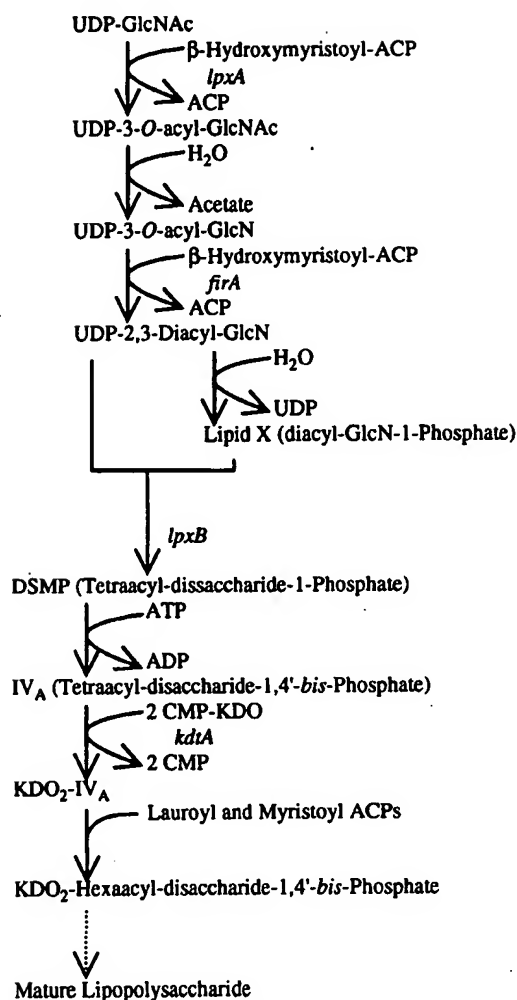 UDP-GlcNAc
β-Hydroxymyristoyl-ACP
lpxA
ACP
UDP-3-O-acyl-GlcNAc
H₂O
Acetate
UDP-3-O-acyl-GlcN
β-Hydroxymyristoyl-ACP
firA
ACP
UDP-2,3-Diacyl-GlcN
H₂O
UDP
Lipid X (diacyl-GlcN-1-Phosphate)
lpxB
DSMP (Tetraacyl-dissaccharide-1-Phosphate)
ATP
ADP
IV_A (Tetraacyl-disaccharide-1,4'-bis-Phosphate)
2 CMP-KDO
kdtA
2 CMP
KDO₂-IV_A
Lauroyl and Myristoyl ACPs
KDO₂-Hexaacyl-disaccharide-1,4'-bis-Phosphate
Mature Lipopolysaccharide